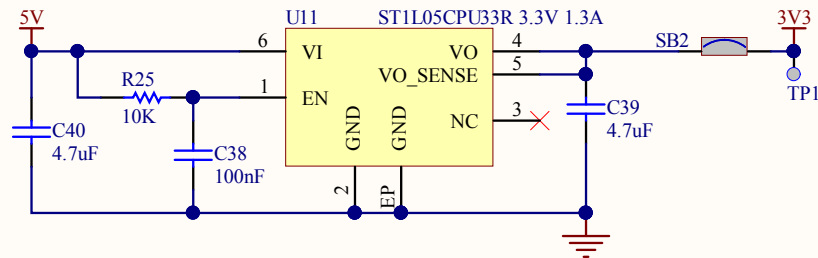 5V
U11
ST1L05CPU33R 3.3V 1.3A
3V3
6
VI
VO
4
SB2
VO_SENSE
5
R25
1
EN
TP1
10K
NC
3
C39
C40
4.7uF
4.7uF
GND
GND
C38
100nF
2
EP